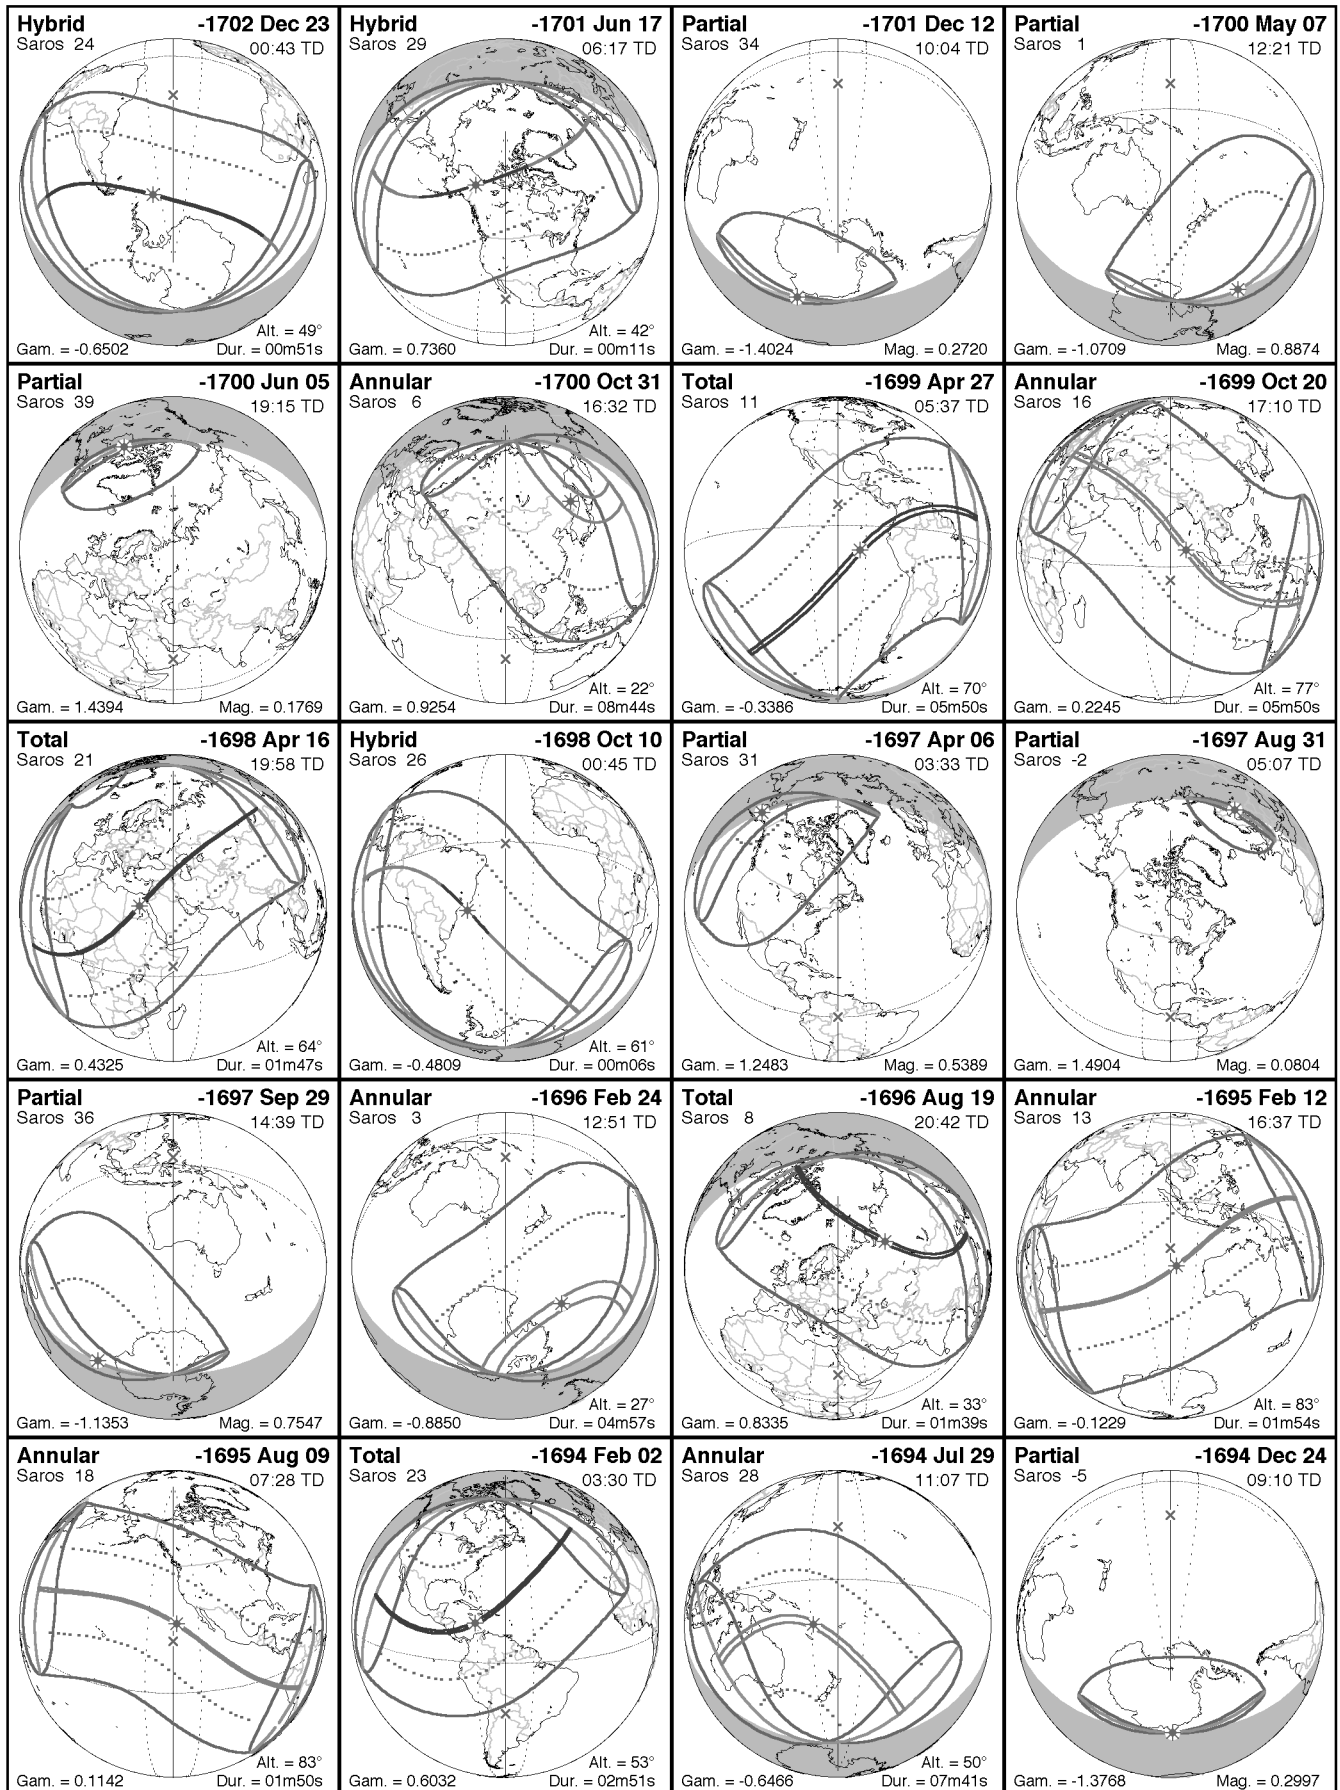 Hybrid -1702 Dec 23
Saros 24 00:43 TD
Alt. = 49°
Gam. = -0.6502 Dur. = 00m51s
Hybrid -1701 Jun 17
Saros 29 06:17 TD
Alt. = 42°
Gam. = 0.7360 Dur. = 00m11s
Partial -1701 Dec 12
Saros 34 10:04 TD
Gam. = -1.4024 Mag. = 0.2720
Partial -1700 May 07
Saros 1 12:21 TD
Gam. = -1.0709 Mag. = 0.8874
Partial -1700 Jun 05
Saros 39 19:15 TD
Gam. = 1.4394 Mag. = 0.1769
Annular -1700 Oct 31
Saros 6 16:32 TD
Alt. = 22°
Gam. = 0.9254 Dur. = 08m44s
Total -1699 Apr 27
Saros 11 05:37 TD
Alt. = 70°
Gam. = -0.3386 Dur. = 05m50s
Annular -1699 Oct 20
Saros 16 17:10 TD
Alt. = 77°
Gam. = 0.2245 Dur. = 05m50s
Total -1698 Apr 16
Saros 21 19:58 TD
Alt. = 64°
Gam. = 0.4325 Dur. = 01m47s
Hybrid -1698 Oct 10
Saros 26 00:45 TD
Alt. = 61°
Gam. = -0.4809 Dur. = 00m06s
Partial -1697 Apr 06
Saros 31 03:33 TD
Gam. = 1.2483 Mag. = 0.5389
Partial -1697 Aug 31
Saros -2 05:07 TD
Gam. = 1.4904 Mag. = 0.0804
Partial -1697 Sep 29
Saros 36 14:39 TD
Gam. = -1.1353 Mag. = 0.7547
Annular -1696 Feb 24
Saros 3 12:51 TD
Alt. = 27°
Gam. = -0.8850 Dur. = 04m57s
Total -1696 Aug 19
Saros 8 20:42 TD
Alt. = 33°
Gam. = 0.8335 Dur. = 01m39s
Annular -1695 Feb 12
Saros 13 16:37 TD
Alt. = 83°
Gam. = -0.1229 Dur. = 01m54s
Annular -1695 Aug 09
Saros 18 07:28 TD
Alt. = 83°
Gam. = 0.1142 Dur. = 01m50s
Total -1694 Feb 02
Saros 23 03:30 TD
Alt. = 53°
Gam. = 0.6032 Dur. = 02m51s
Annular -1694 Jul 29
Saros 28 11:07 TD
Alt. = 50°
Gam. = -0.6466 Dur. = 07m41s
Partial -1694 Dec 24
Saros -5 09:10 TD
Gam. = -1.3768 Mag. = 0.2997